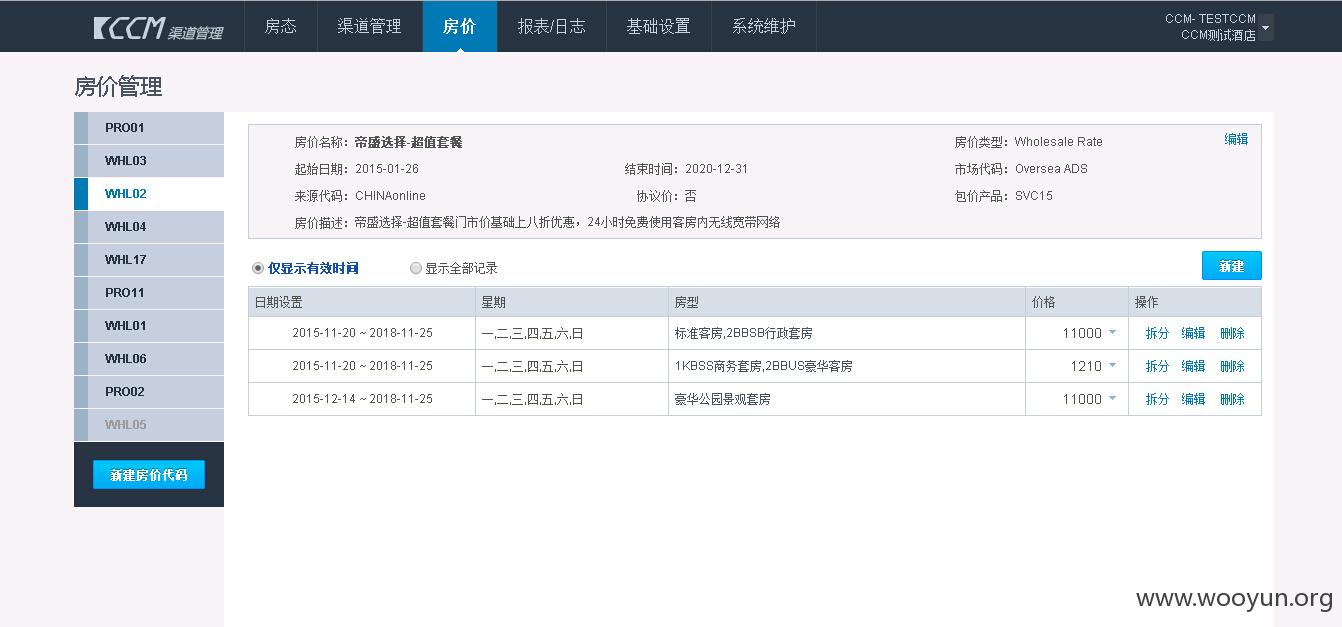 CCM 渠道管理 房态 渠道管理 房价 报表/日志 基础设置 系统维护 CCM- TESTCCM
CCM测试酒店
房价管理
PRO01
WHL03
WHL02
WHL04
WHL17
PRO11
WHL01
WHL06
PRO02
WHL05
新建房价代码
房价名称：帝盛选择-超值套餐 房价类型：Wholesale Rate 编辑
起始日期：2015-01-26 结束时间：2020-12-31 市场代码：Oversea ADS
来源代码：CHINAonline 协议价：否 包价产品：SVC15
房价描述：帝盛选择-超值套餐门市价基础上八折优惠，24小时免费使用客房内无线宽带网络
仅显示有效时间 显示全部记录 新建
日期设置 星期 房型 价格 操作
2015-11-20 ~ 2018-11-25 一,二,三,四,五,六,日 标准客房,2BBSB行政套房 11000 拆分 编辑 删除
2015-11-20 ~ 2018-11-25 一,二,三,四,五,六,日 1KBSS商务套房,2BBUS豪华客房 1210 拆分 编辑 删除
2015-12-14 ~ 2018-11-25 一,二,三,四,五,六,日 豪华公园景观套房 11000 拆分 编辑 删除
www.wooyun.org